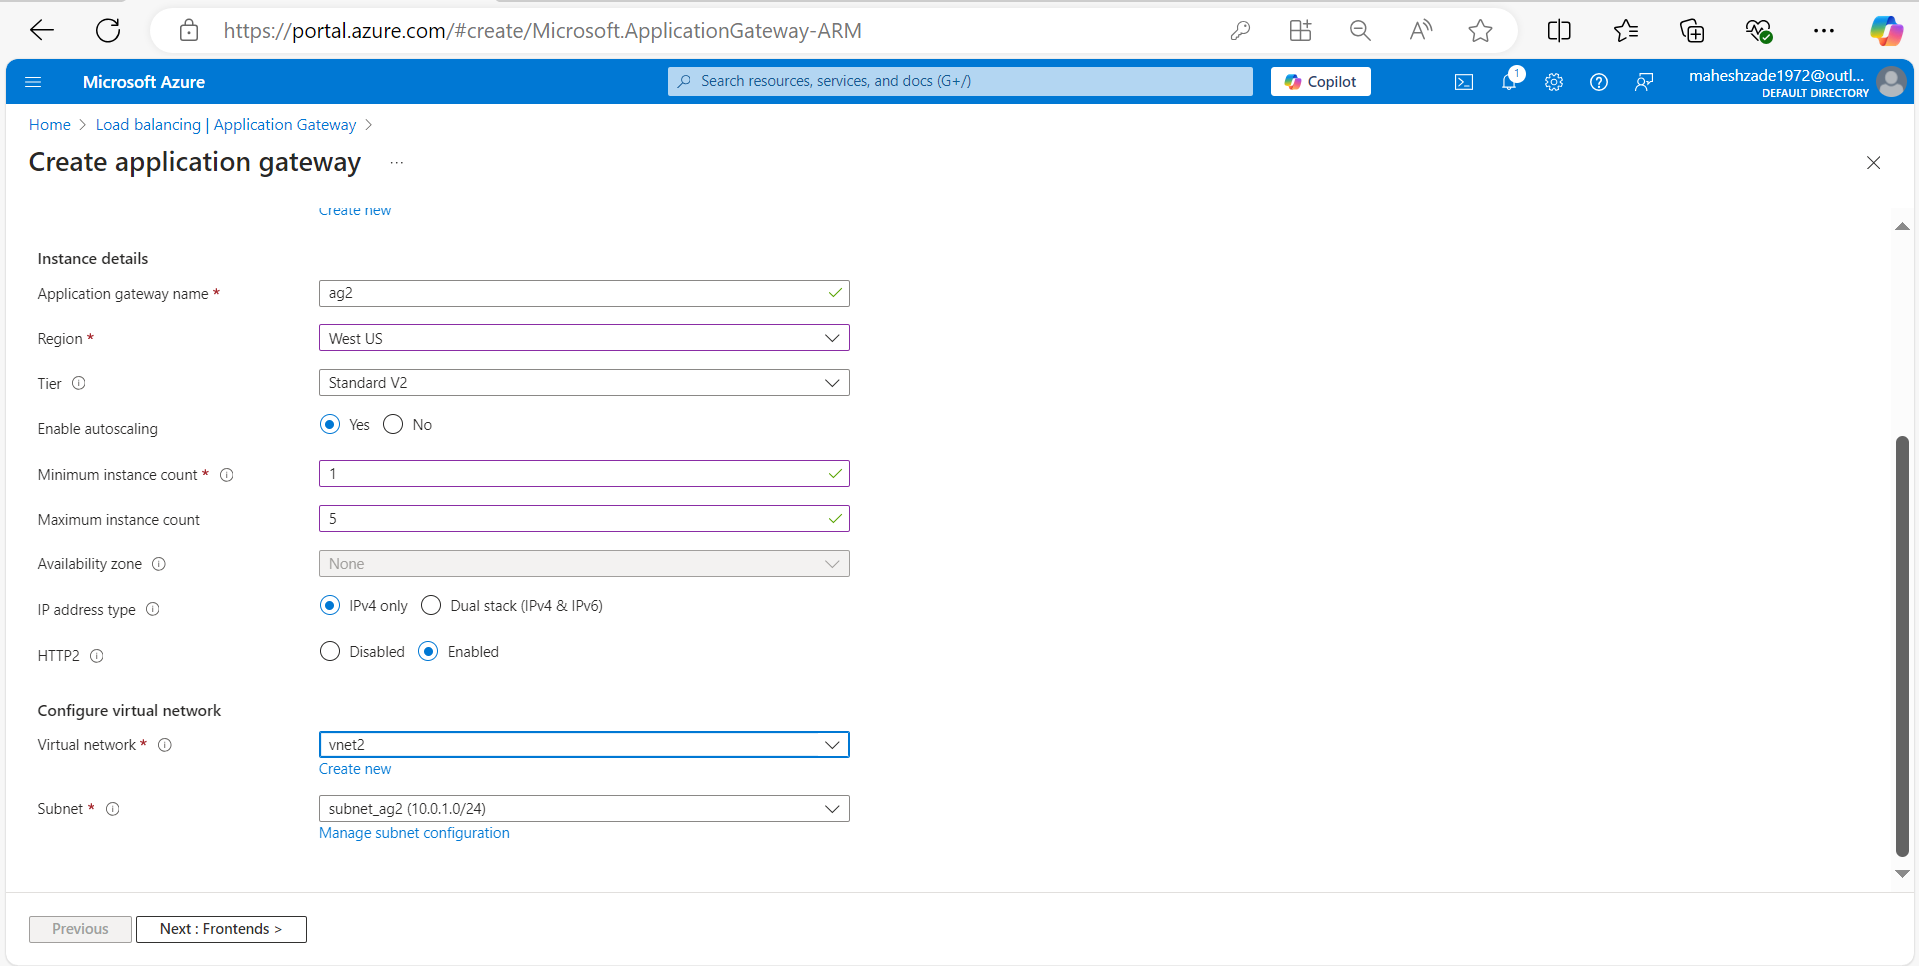 https://portal.azure.com/#create/Microsoft.ApplicationGateway-ARM
Microsoft Azure
Search resources, services, and docs (G+/)
Copilot
1
maheshzade1972@outl...
DEFAULT DIRECTORY
Home > Load balancing | Application Gateway >
Create application gateway ...
Create new
Instance details
Application gateway name * ag2
Region * West US
Tier Standard V2
Enable autoscaling Yes No
Minimum instance count * 1
Maximum instance count 5
Availability zone None
IP address type IPv4 only Dual stack (IPv4 & IPv6)
HTTP2 Disabled Enabled
Configure virtual network
Virtual network * vnet2
Create new
Subnet * subnet_ag2 (10.0.1.0/24)
Manage subnet configuration
Previous Next : Frontends >